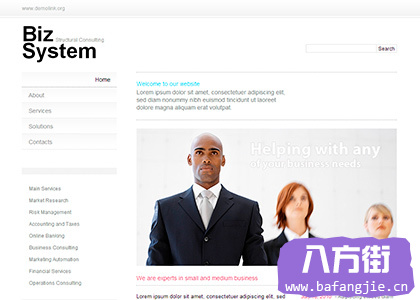 www.demolink.org
Biz
Structural Consulting
System
Search
Home
About
Services
Solutions
Contacts
Main Services
Market Research
Risk Management
Accounting and Taxes
Online Banking
Business Consulting
Marketing Automation
Financial Services
Operations Consulting
Welcome to our website
Lorem ipsum dolor sit amet, consectetuer adipiscing elit,
sed diam nonummy nibh euismod tincidunt ut laoreet
dolore magna aliquam erat volutpat.
Helping with any
of your business needs
We are experts in small and medium business
Lorem ipsum dolor sit amet, consectetuer adipiscing elit, sed
八方街
www.bafangjie.cn